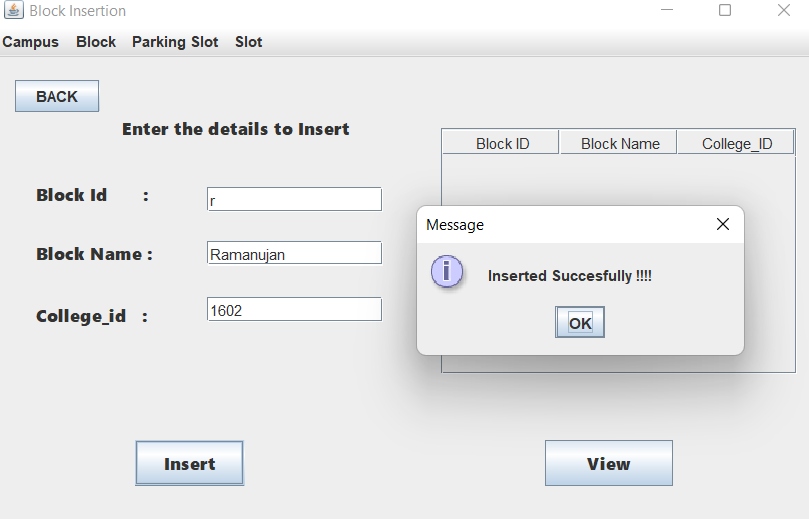 Block Insertion
Campus Block Parking Slot Slot
BACK
Enter the details to Insert
Block ID Block Name College_ID
Block Id : r
Block Name : Ramanujan
College_id : 1602
Message
Inserted Succesfully !!!!
OK
Insert
View